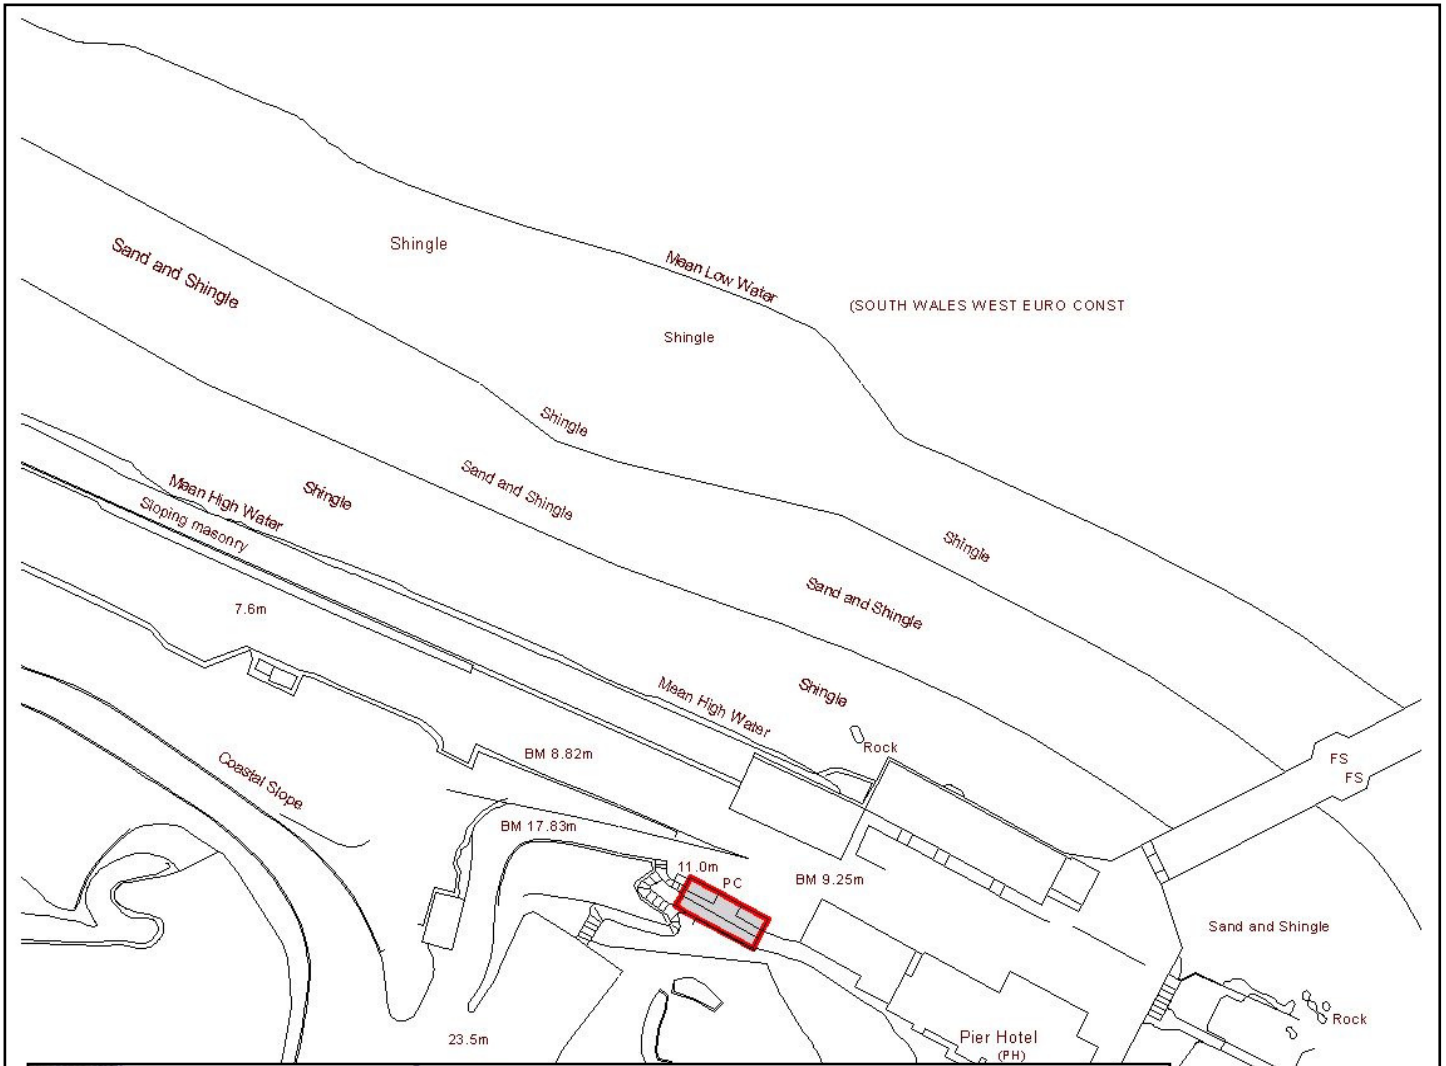 Shingle
Sand and Shingle
Mean Low Water
(SOUTH WALES WEST EURO CONST
Shingle
Shingle
Sand and Shingle
Shingle
Mean High Water
Sloping masonry
Shingle
Sand and Shingle
7.6m
Mean High Water
Shingle
Rock
BM 8.82m
FS
FS
Coastal Slope
BM 17.83m
11.0m
PC
BM 9.25m
Sand and Shingle
Rock
23.5m
Pier Hotel
(PH)